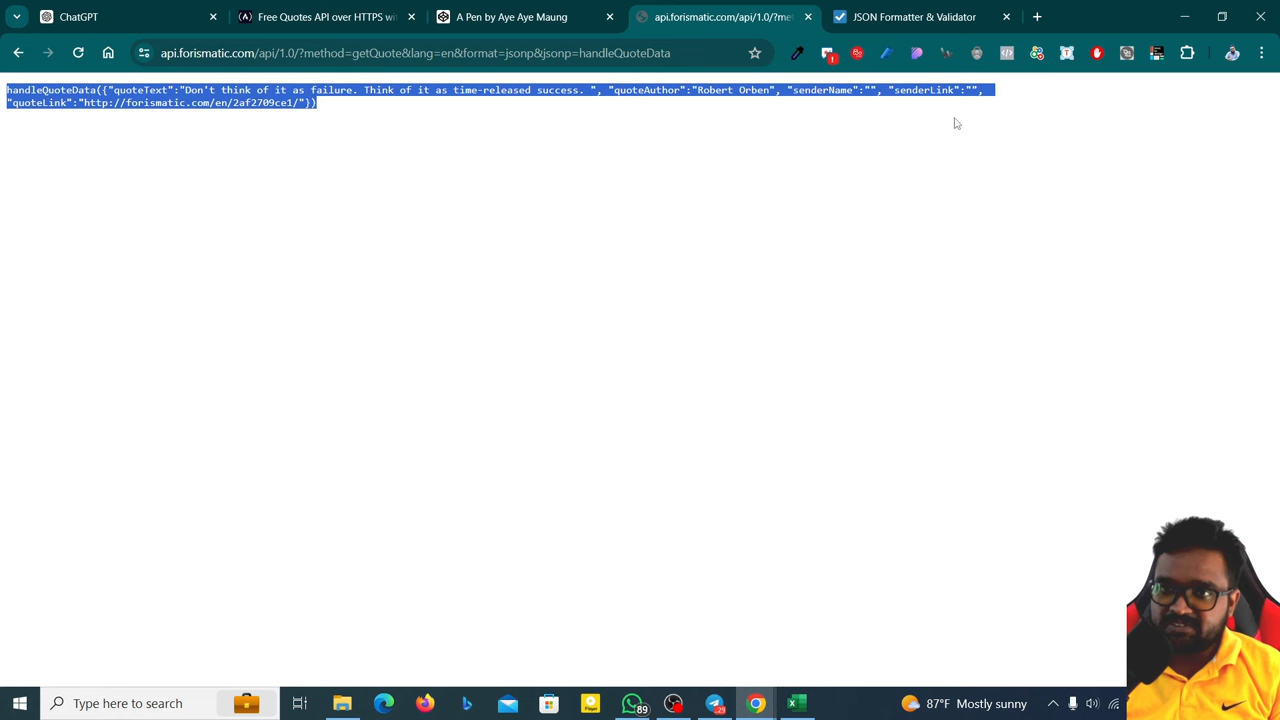 ChatGPT
Free Quotes API over HTTPS wi
A Pen by Aye Aye Maung
api.forismatic.com/api/1.0/?met
JSON Formatter & Validator
api.forismatic.com/api/1.0/?method=getQuote&lang=en&format=jsonp&jsonp=handleQuoteData
handleQuoteData({"quoteText":"Don't think of it as failure. Think of it as time-released success. ", "quoteAuthor":"Robert Orben", "senderName":"", "senderLink":"",
"quoteLink":"http://forismatic.com/en/2af2709ce1/"})
Type here to search
89
29
87°F Mostly sunny